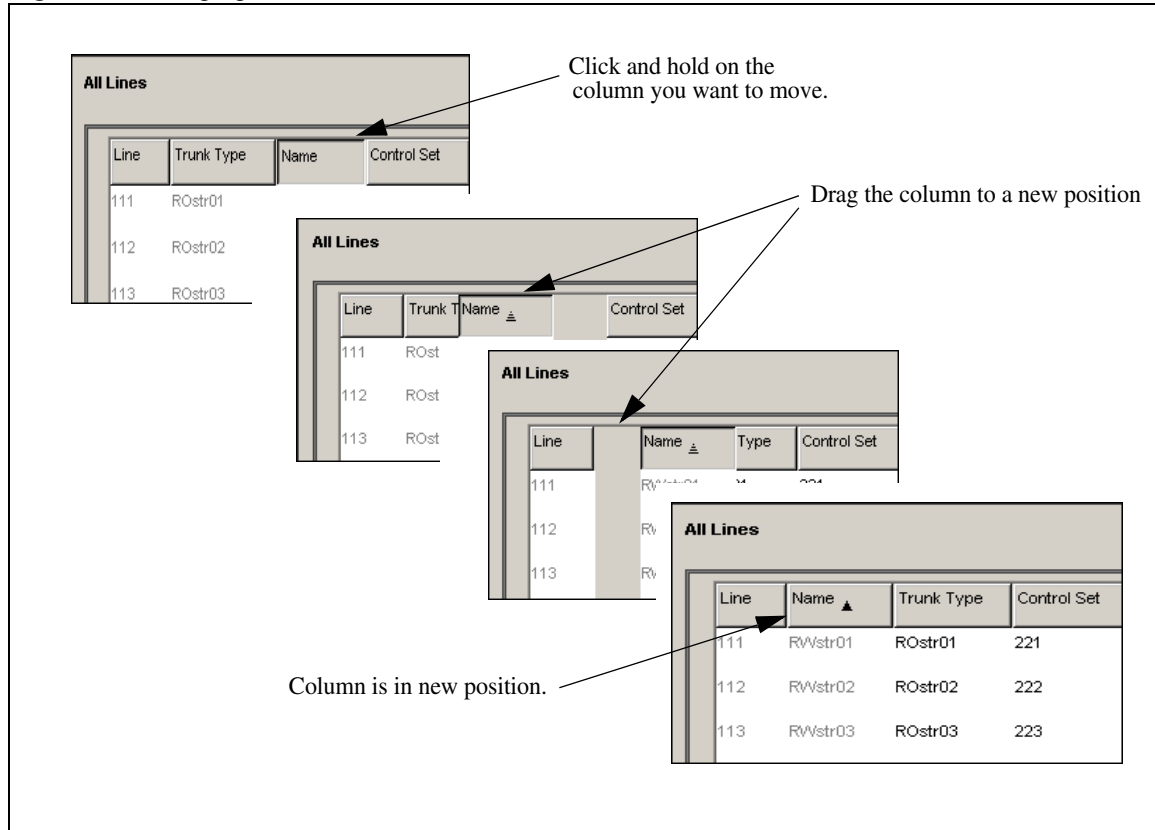 All Lines
Click and hold on the
column you want to move.
Line Trunk Type Name Control Set
111 ROstr01
112 ROstr02
113 ROstr03
Drag the column to a new position
All Lines
Line Trunk T Name Control Set
111 ROst
112 ROst
113 ROst
All Lines
Line Name Type Control Set
111
112
113
All Lines
Line Name Trunk Type Control Set
111 RWstr01 ROstr01 221
112 RWstr02 ROstr02 222
113 RWstr03 ROstr03 223
Column is in new position.